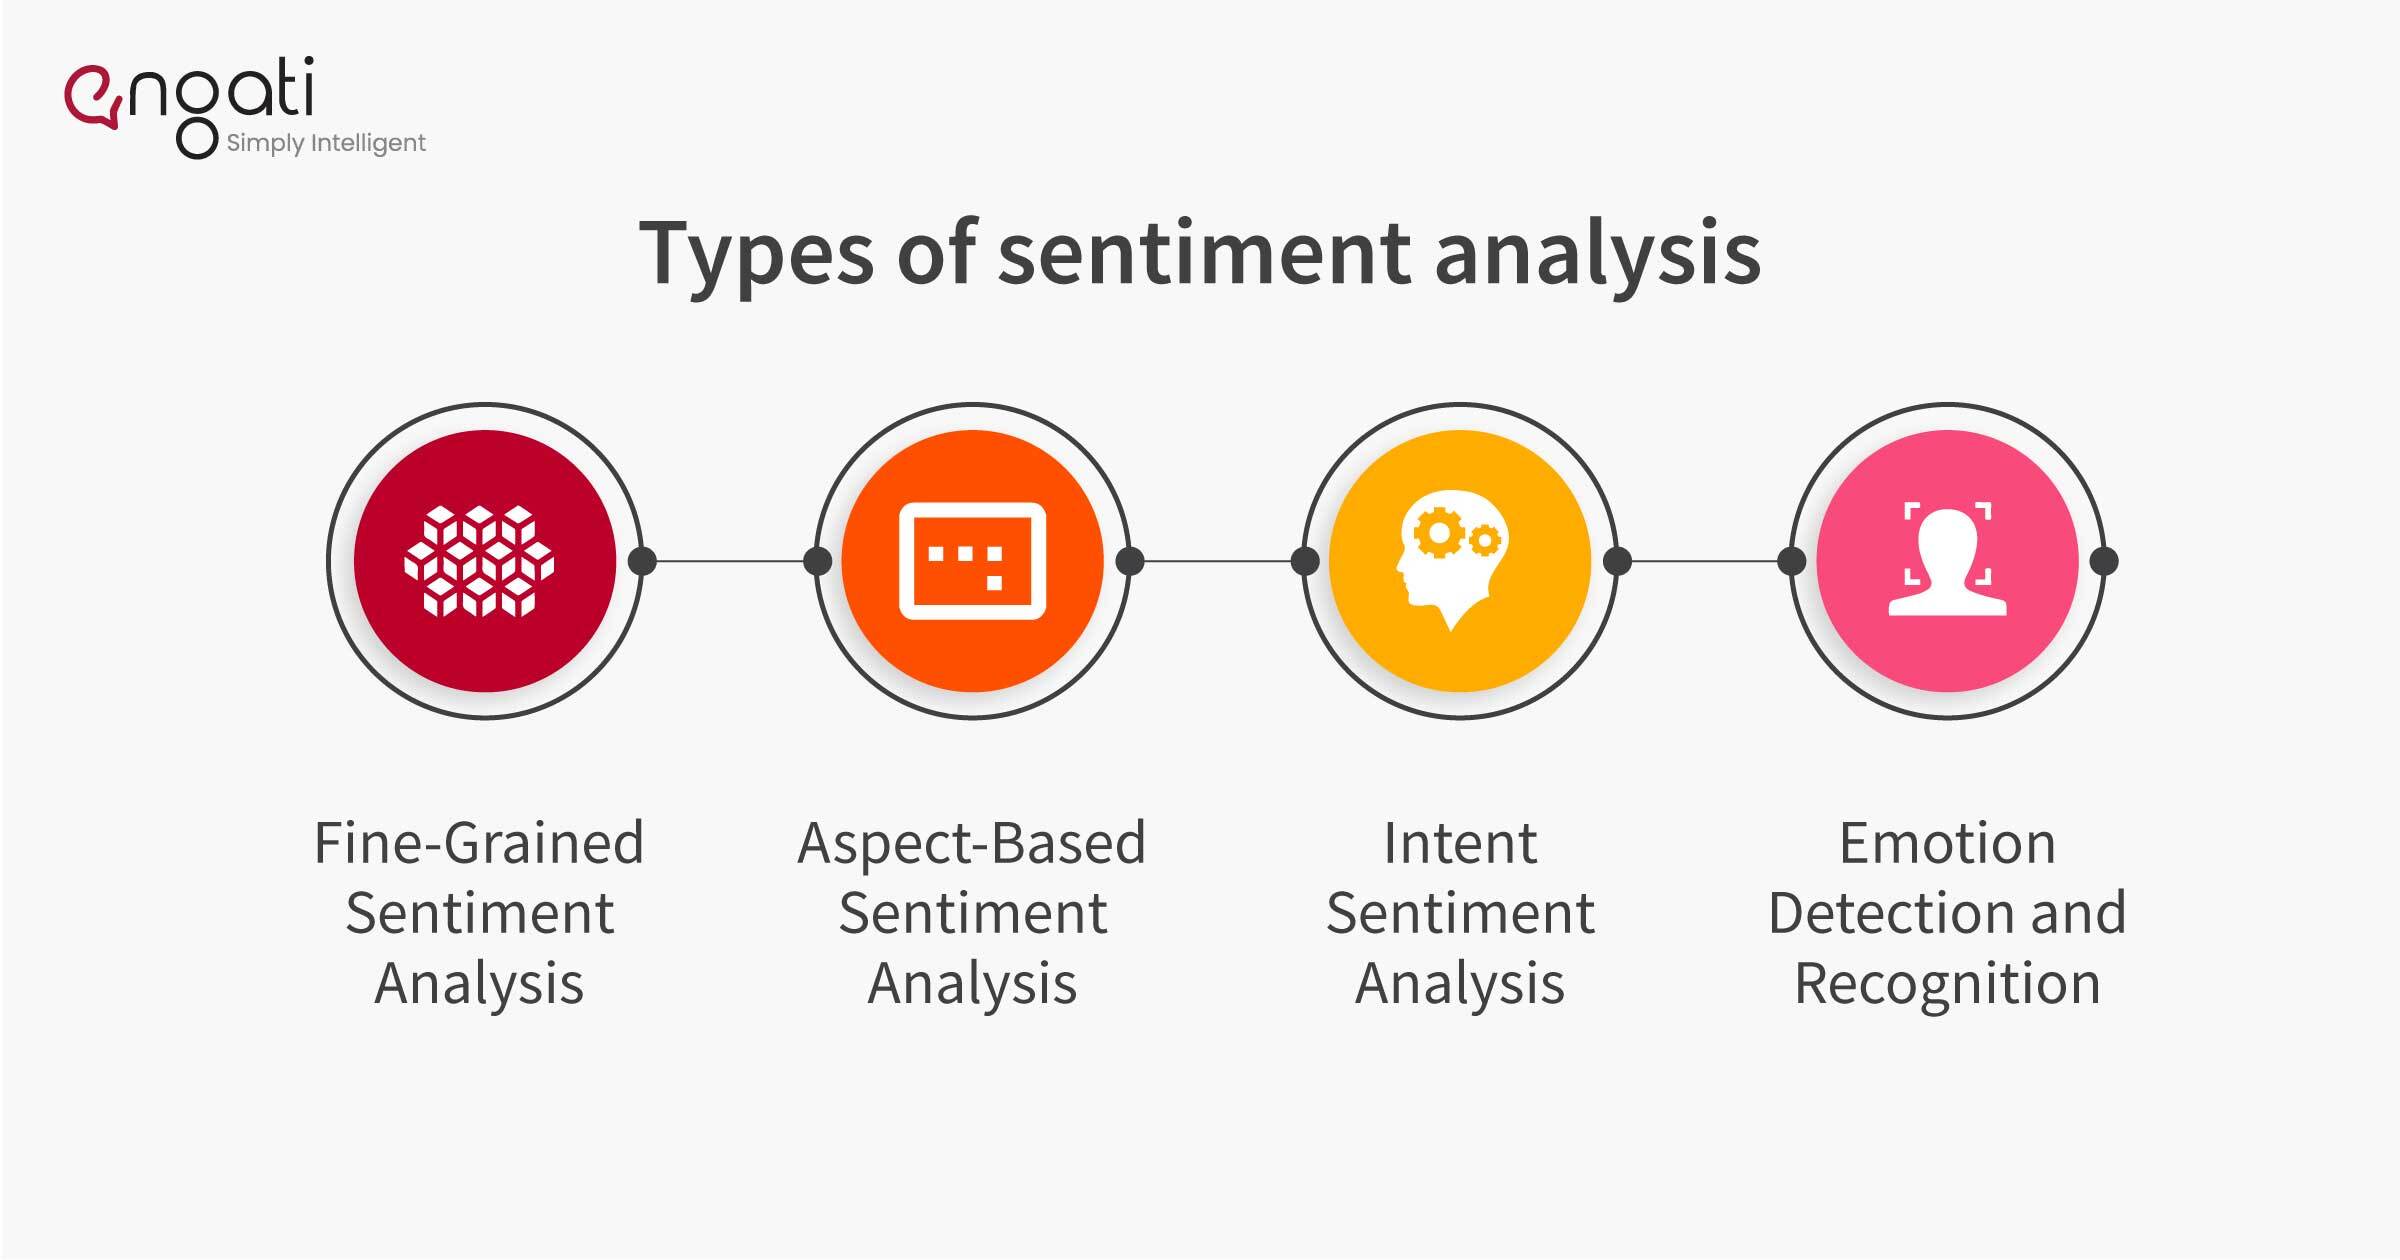 engati
Simply Intelligent
Types of sentiment analysis
Fine-Grained
Sentiment
Analysis
Aspect-Based
Sentiment
Analysis
Intent
Sentiment
Analysis
Emotion
Detection and
Recognition